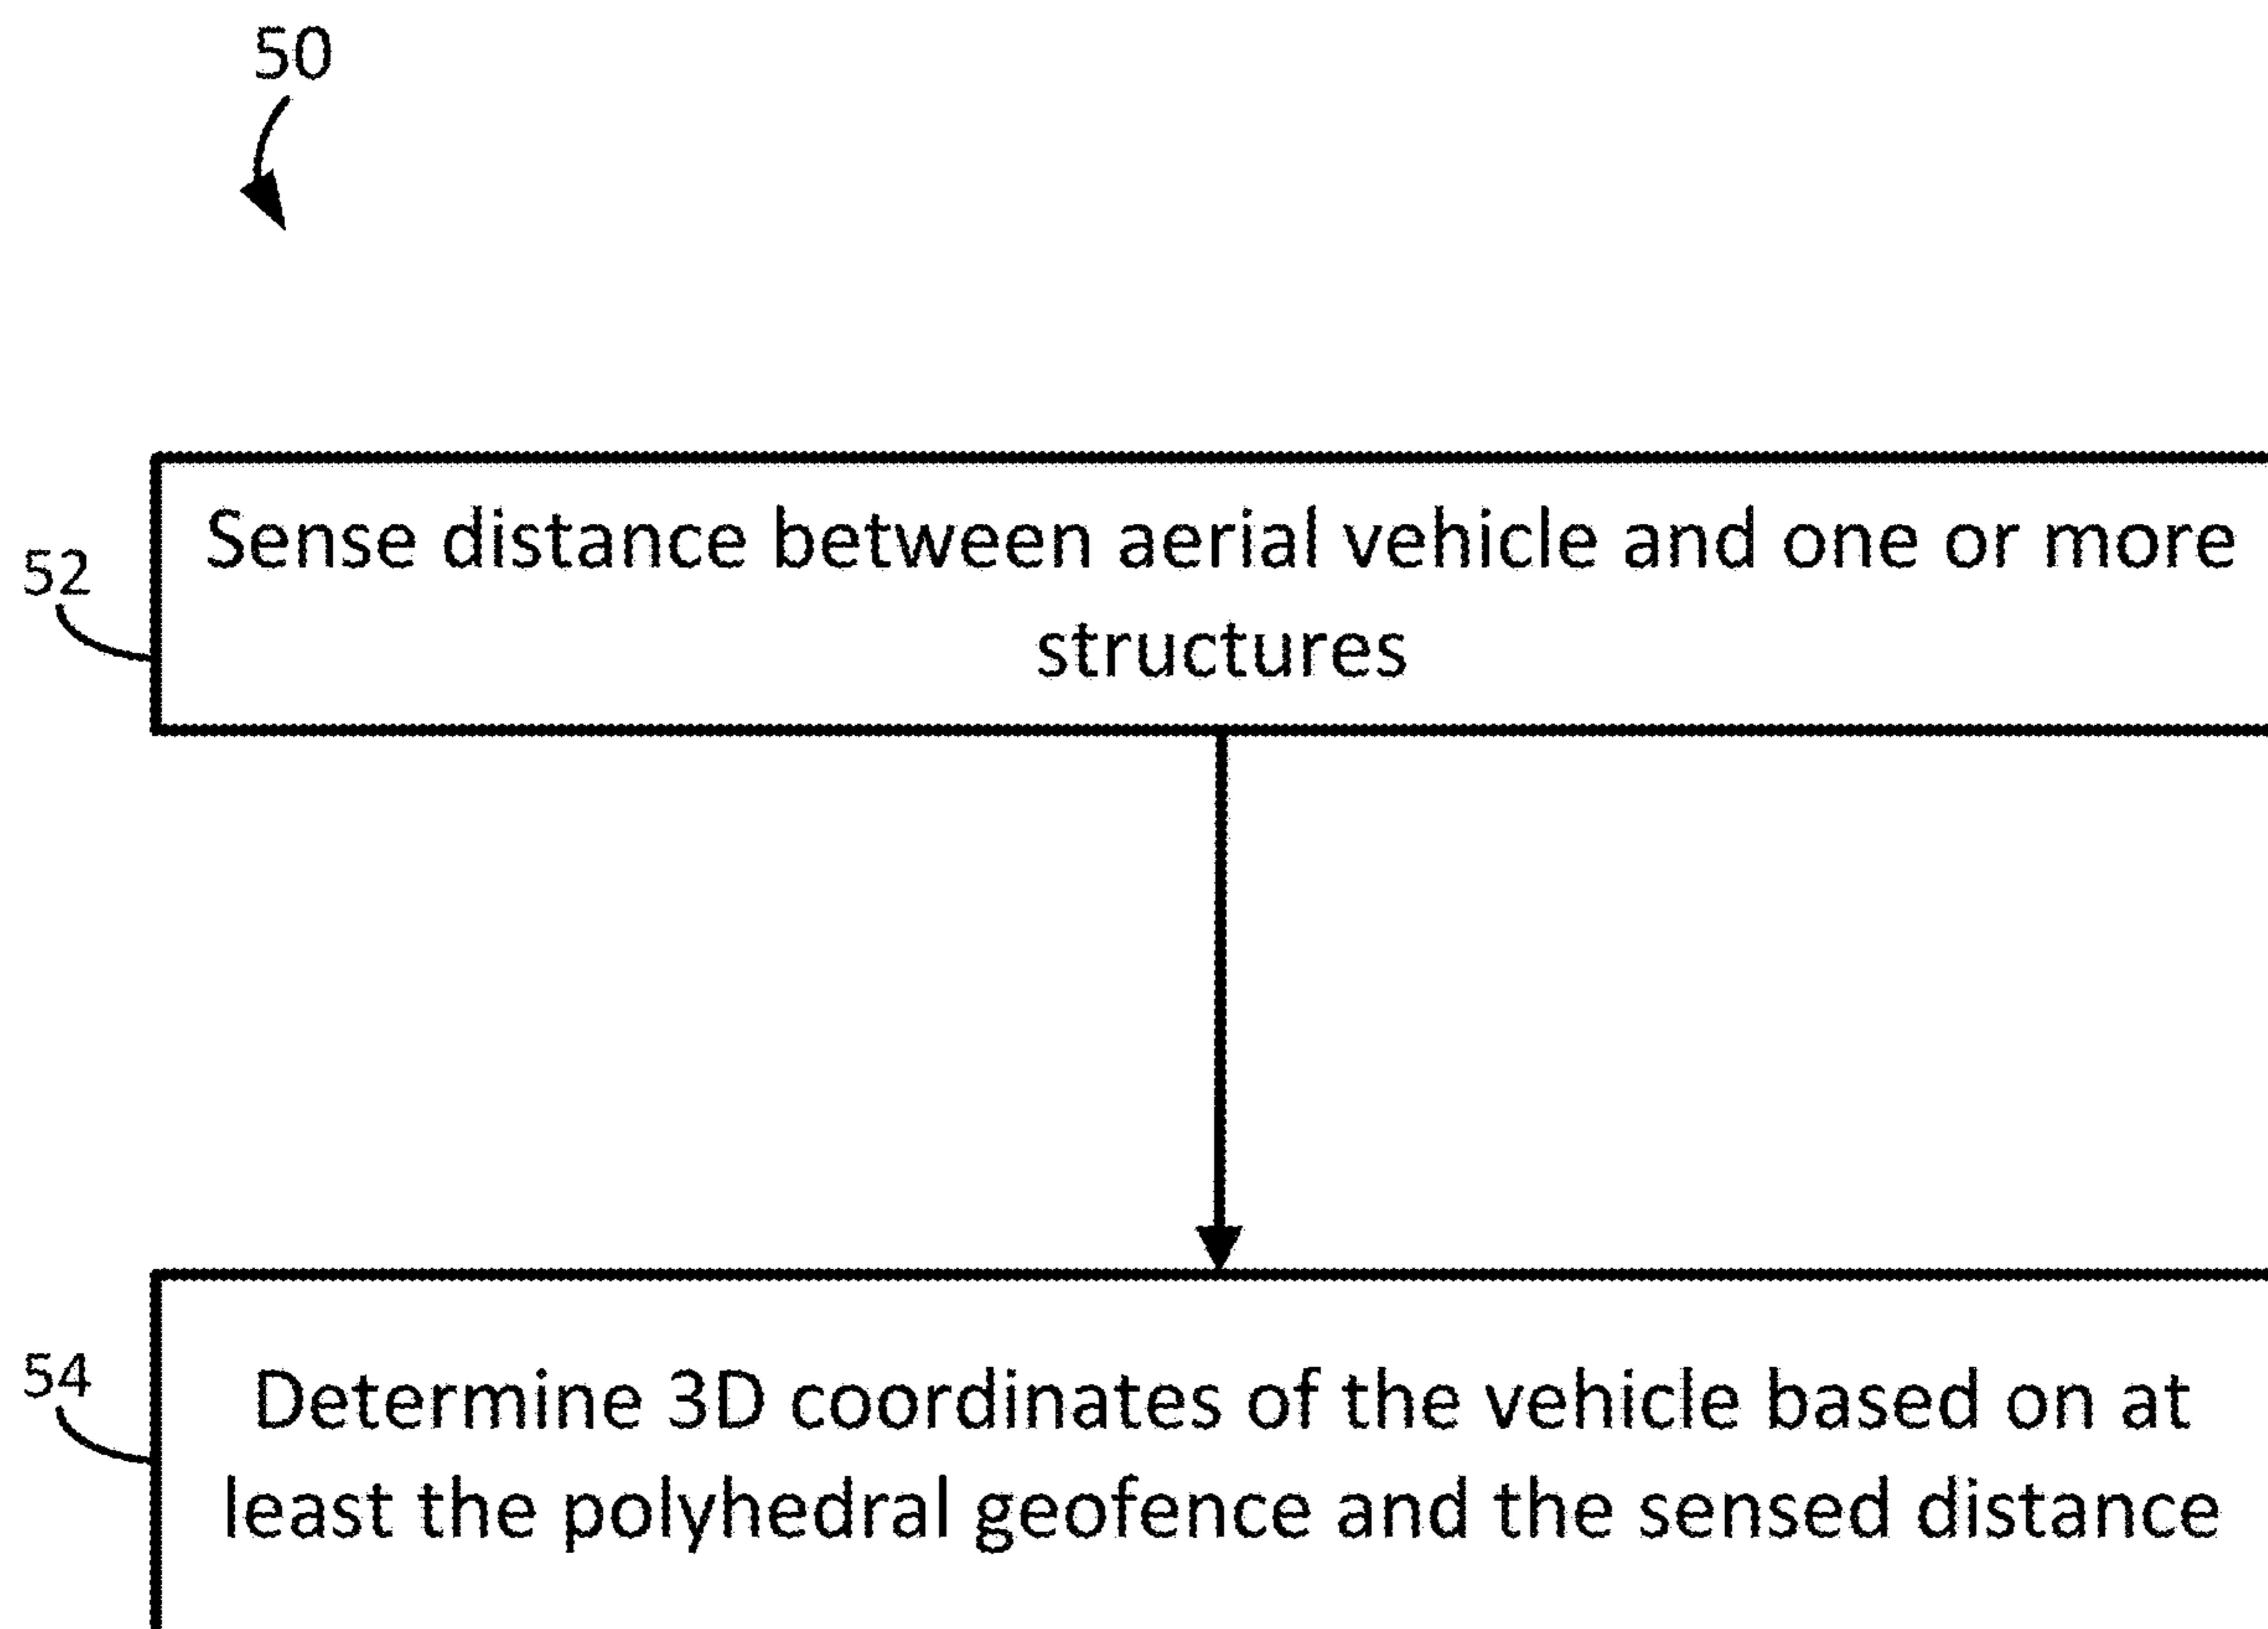 50
52
Sense distance between aerial vehicle and one or more
structures
54
Determine 3D coordinates of the vehicle based on at
least the polyhedral geofence and the sensed distance